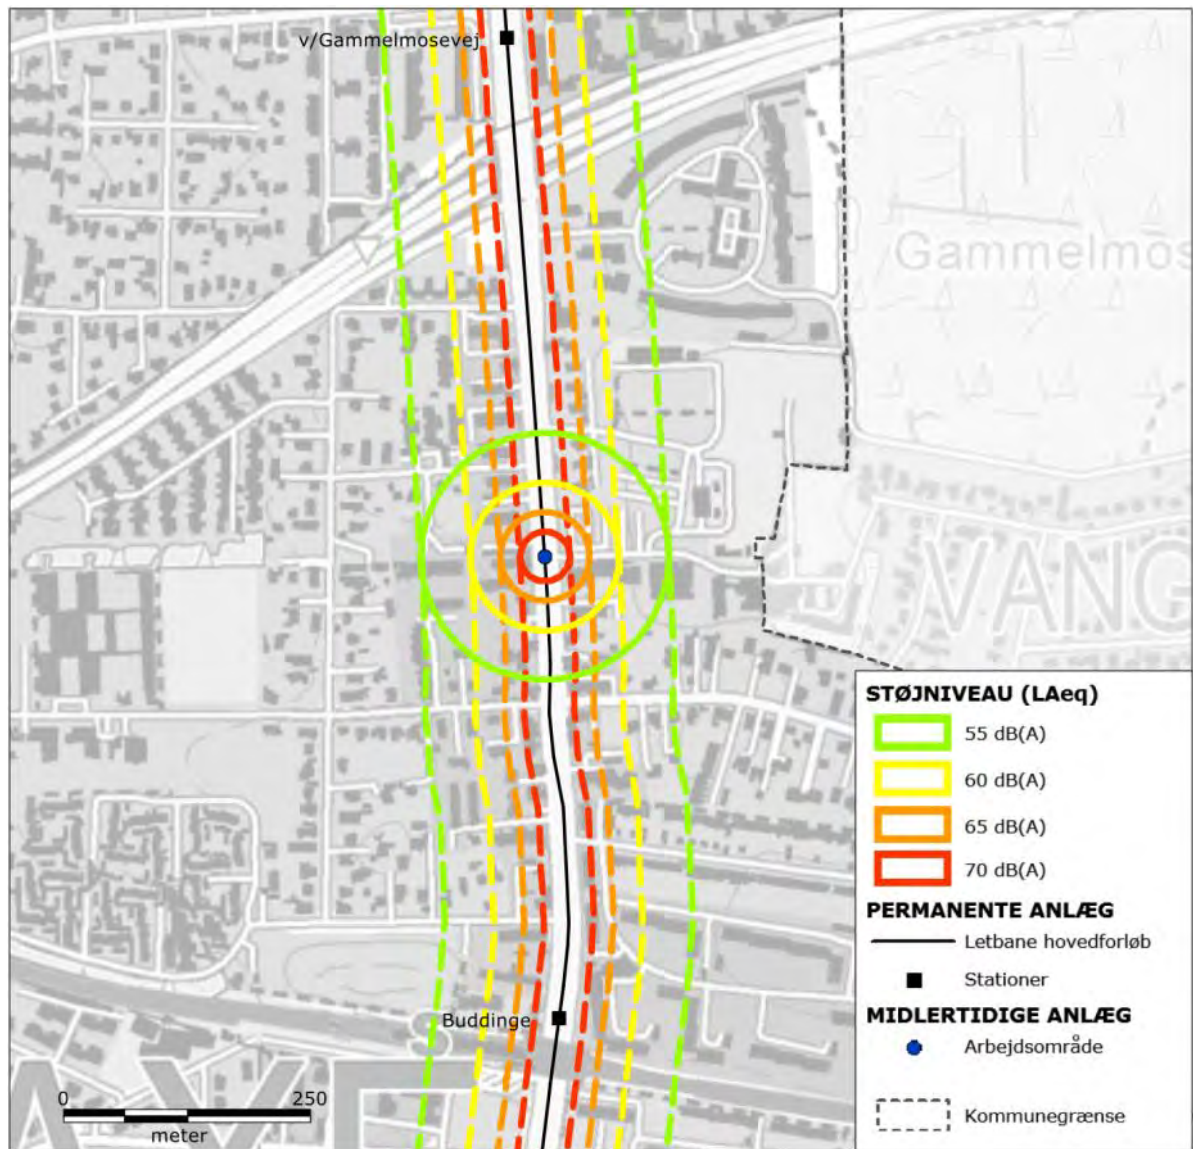 v/Gammelmosevej
Gammelmos
VANG
STØJNIVEAU (LAeq)
55 dB(A)
60 dB(A)
65 dB(A)
70 dB(A)
PERMANENTE ANLÆG
Letbane hovedforløb
Stationer
MIDLERTIDIGE ANLÆG
Arbejdsområde
Kommunegrænse
Buddinge
S
0 250
meter